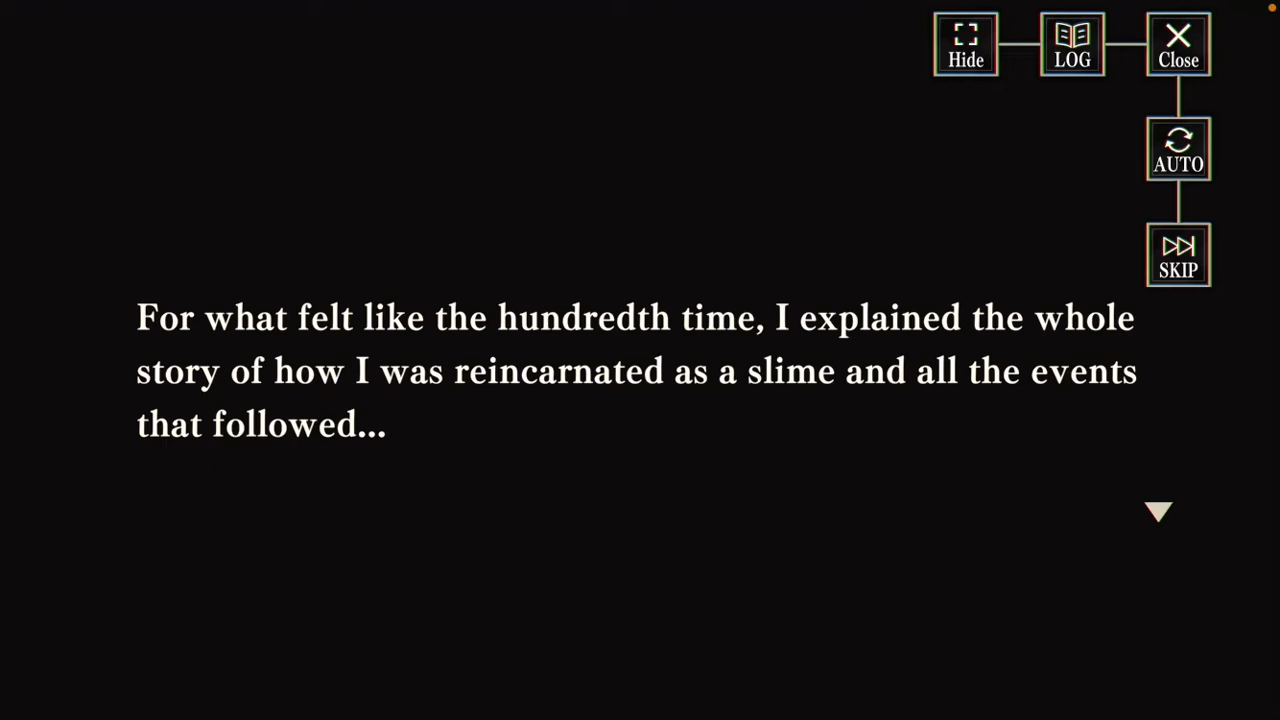 Hide
LOG
Close
AUTO
SKIP
For what felt like the hundredth time, I explained the whole
story of how I was reincarnated as a slime and all the events
that followed...